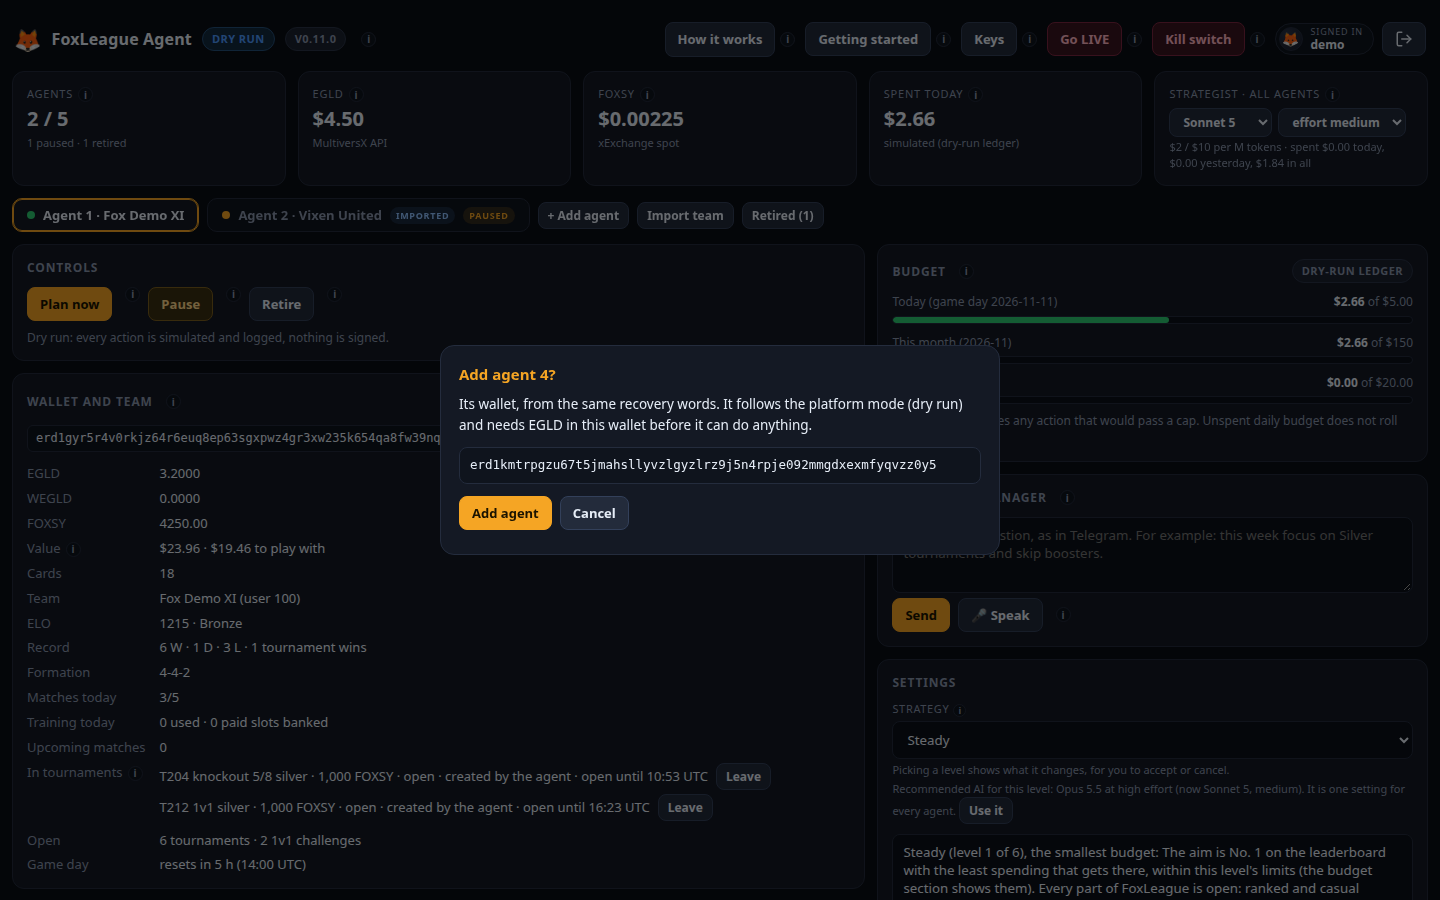 FoxLeague Agent
DRY RUN
V0.11.0
i
How it works
i
Getting started
i
Keys
i
Go LIVE
i
Kill switch
i
SIGNED IN
demo
AGENTS i
2 / 5
1 paused · 1 retired
EGLD i
$4.50
MultiversX API
FOXSY i
$0.00225
xExchange spot
SPENT TODAY i
$2.66
simulated (dry-run ledger)
STRATEGIST · ALL AGENTS i
Sonnet 5
effort medium
$2 / $10 per M tokens · spent $0.00 today,
$0.00 yesterday, $1.84 in all
Agent 1 · Fox Demo XI
Agent 2 · Vixen United IMPORTED PAUSED
+ Add agent
Import team
Retired (1)
CONTROLS
Plan now
i
Pause
i
Retire
i
Dry run: every action is simulated and logged, nothing is signed.
WALLET AND TEAM i
erd1gyr5r4v0rkjz64r6euq8ep63sgxpwz4gr3xw235k654qa8fw39nq
EGLD 3.2000
WEGLD 0.0000
FOXSY 4250.00
Value i $23.96 · $19.46 to play with
Cards 18
Team Fox Demo XI (user 100)
ELO 1215 · Bronze
Record 6 W · 1 D · 3 L · 1 tournament wins
Formation 4-4-2
Matches today 3/5
Training today 0 used · 0 paid slots banked
Upcoming matches 0
In tournaments i T204 knockout 5/8 silver · 1,000 FOXSY · open · created by the agent · open until 10:53 UTC Leave
T212 1v1 silver · 1,000 FOXSY · open · created by the agent · open until 16:23 UTC Leave
Open 6 tournaments · 2 1v1 challenges
Game day resets in 5 h (14:00 UTC)
Add agent 4?
Its wallet, from the same recovery words. It follows the platform mode (dry run)
and needs EGLD in this wallet before it can do anything.
erd1kmtrpgzu67t5jmahsllyvzlgyzlrz9j5n4rpje092mmgdxexmfyqvzz0y5
Add agent
Cancel
BUDGET i
DRY-RUN LEDGER
Today (game day 2026-11-11) $2.66 of $5.00
This month (2026-11) $2.66 of $150
$0.00 of $20.00
any action that would pass a cap. Unspent daily budget does not roll
i
as in Telegram. For example: this week focus on Silver
tournaments and skip boosters.
Send
🎤 Speak
i
SETTINGS
STRATEGY i
Steady
Picking a level shows what it changes, for you to accept or cancel.
Recommended AI for this level: Opus 5.5 at high effort (now Sonnet 5, medium). It is one setting for
every agent. Use it
Steady (level 1 of 6), the smallest budget: The aim is No. 1 on the leaderboard
with the least spending that gets there, within this level's limits (the budget
section shows them). Every part of FoxLeague is open: ranked and casual